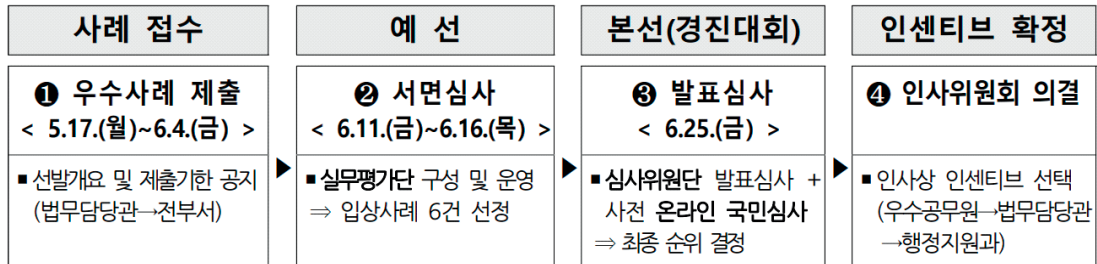 사례 접수
❶ 우수사례 제출
< 5.17.(월)~6.4.(금) >
▪선발개요 및 제출기한 공지
(법무담당관→전부서)
▶
예 선
❷ 서면심사
< 6.11.(금)~6.16.(목) >
▪실무평가단 구성 및 운영
⇒ 입상사례 6건 선정
▶
본선(경진대회)
❸ 발표심사
< 6.25.(금) >
▪심사위원단 발표심사 +
사전 온라인 국민심사
⇒ 최종 순위 결정
▶
인센티브 확정
❹ 인사위원회 의결
▪인사상 인센티브 선택
(우수공무원→법무담당관
→행정지원과)